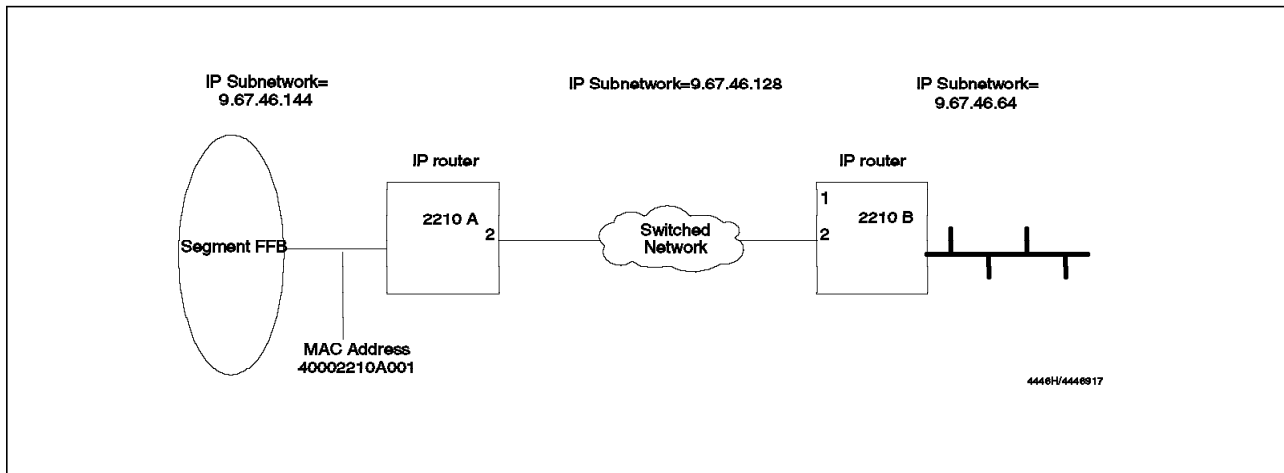 IP Subnetwork=
9.67.46.144
IP Subnetwork=9.67.46.128
IP Subnetwork=
9.67.46.64
IP router
IP router
Segment FFB
2210 A
2
Switched
Network
1
2
2210 B
MAC Address
40002210A001
4446H/4446917